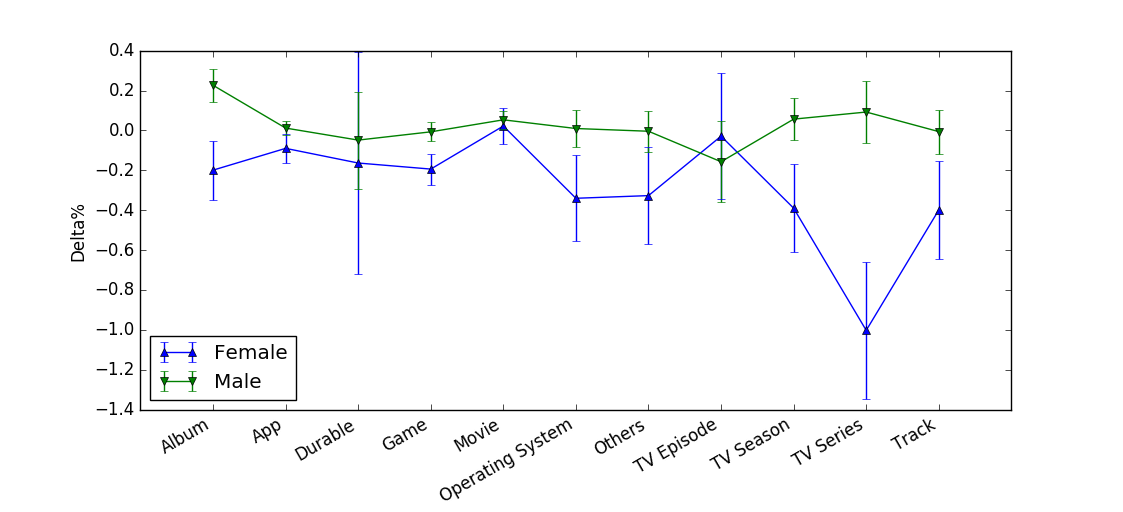 0.4
0.2
0.0
−0.2
−0.4
−0.6
−0.8
−1.0
−1.2
−1.4
Delta%
Female
Male
Album
App
Durable
Game
Movie
Operating System
Others
TV Episode
TV Season
TV Series
Track